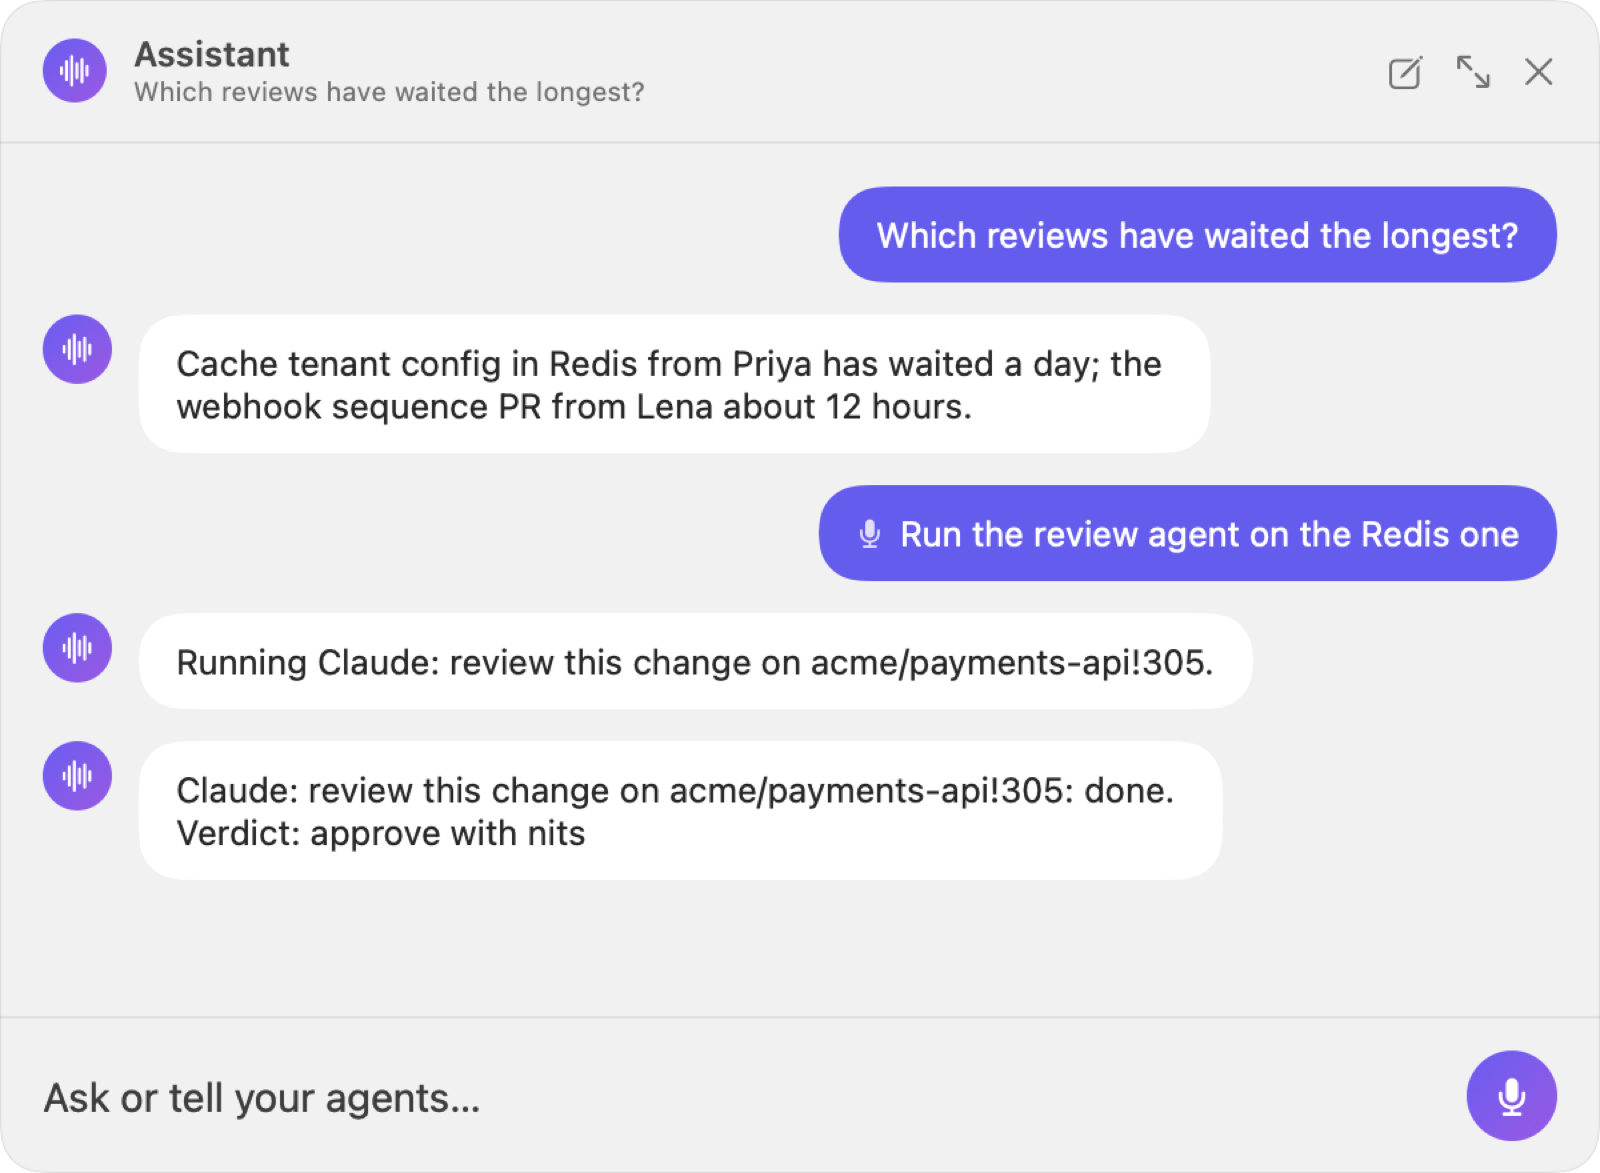 Assistant
Which reviews have waited the longest?
Which reviews have waited the longest?
Cache tenant config in Redis from Priya has waited a day; the
webhook sequence PR from Lena about 12 hours.
Run the review agent on the Redis one
Running Claude: review this change on acme/payments-api!305.
Claude: review this change on acme/payments-api!305: done.
Verdict: approve with nits
Ask or tell your agents...